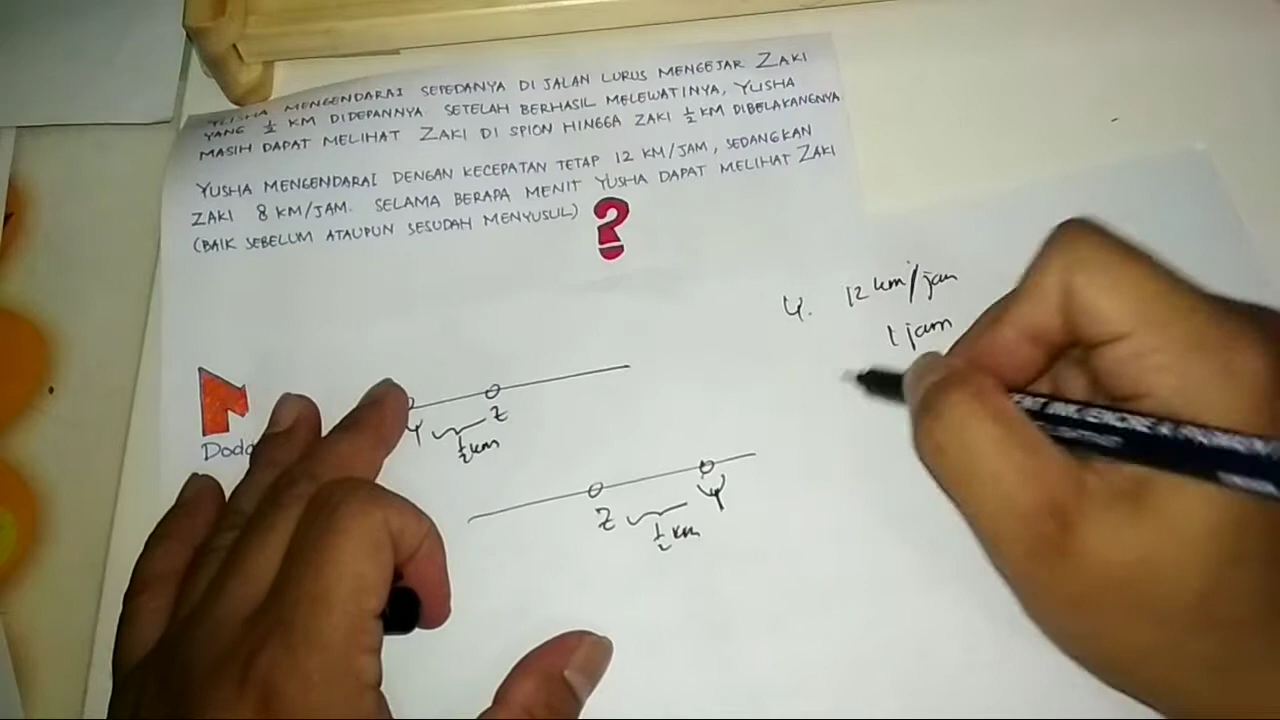 YUSHA MENGENDARAI SEPEDANYA DI JALAN LURUS MENGEJAR ZAKI
YANG 1/2 KM DIDEPANNYA. SETELAH BERHASIL MELEWATINYA, YUSHA
MASIH DAPAT MELIHAT ZAKI DI SPION HINGGA ZAKI 1/2 KM DIBELAKANGNYA
YUSHA MENGENDARAI DENGAN KECEPATAN TETAP 12 KM/JAM, SEDANGKAN
ZAKI 8 KM/JAM. SELAMA BERAPA MENIT YUSHA DAPAT MELIHAT ZAKI
(BAIK SEBELUM ATAUPUN SESUDAH MENYUSUL)
?
Y. 12 km/jam
1 jam
Y Z
1/2 km
Z Y
1/2 km